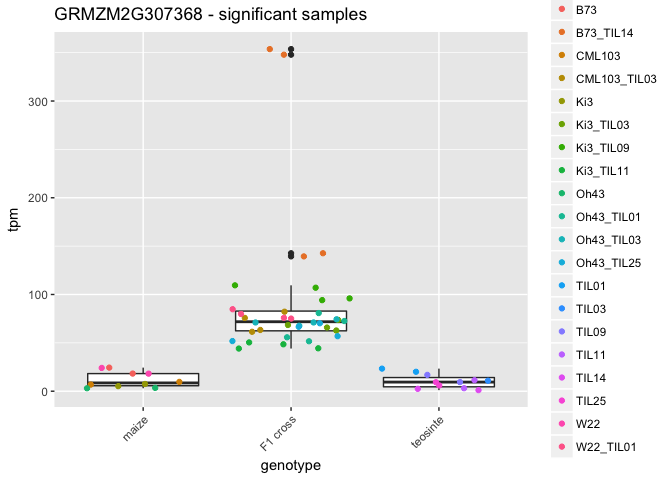 GRMZM2G307368 - significant samples
tpm
300
200
100
0
maize
F1 cross
teosinte
genotype
B73
B73_TIL14
CML103
CML103_TIL03
Ki3
Ki3_TIL03
Ki3_TIL09
Ki3_TIL11
Oh43
Oh43_TIL01
Oh43_TIL03
Oh43_TIL25
TIL01
TIL03
TIL09
TIL11
TIL14
TIL25
W22
W22_TIL01